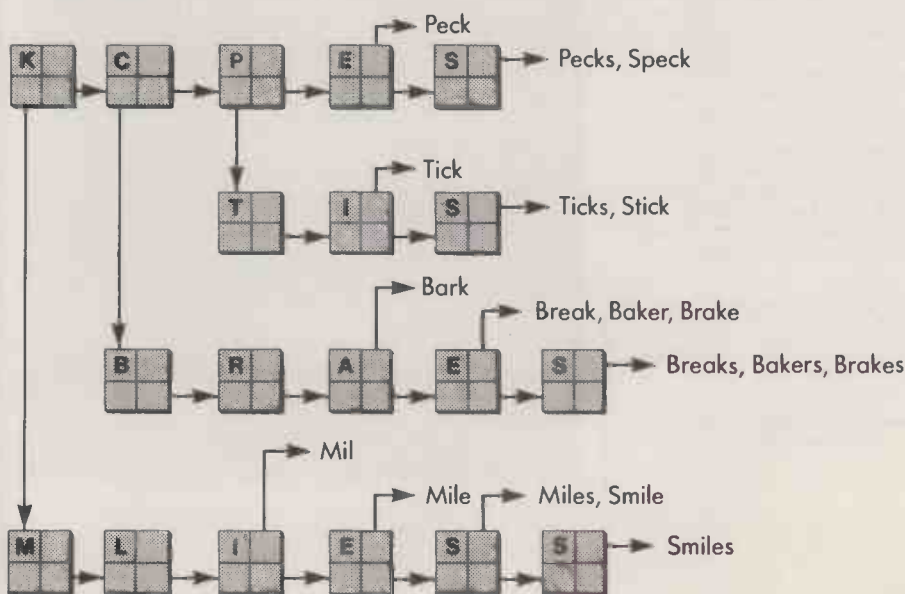 Peck
K C P E S Pecks, Speck
Tick
T I S Ticks, Stick
Bark
Break, Baker, Brake
B R A E S Breaks, Bakers, Brakes
Mil
Mile Miles, Smile
M L I E S S Smiles